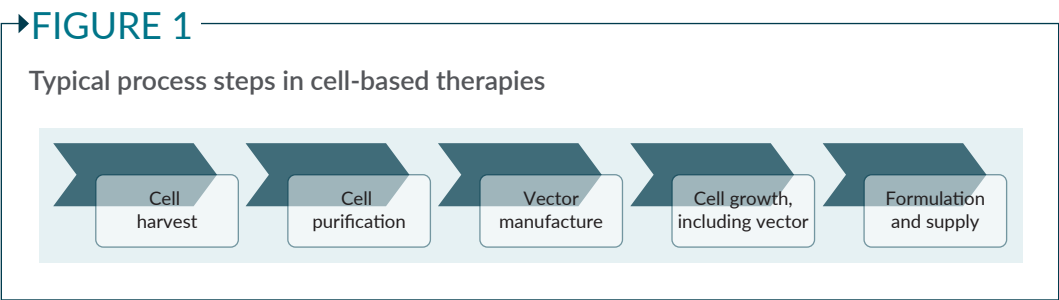 FIGURE 1
Typical process steps in cell-based therapies
Cell
harvest
Cell
purification
Vector
manufacture
Cell growth,
including vector
Formulation
and supply